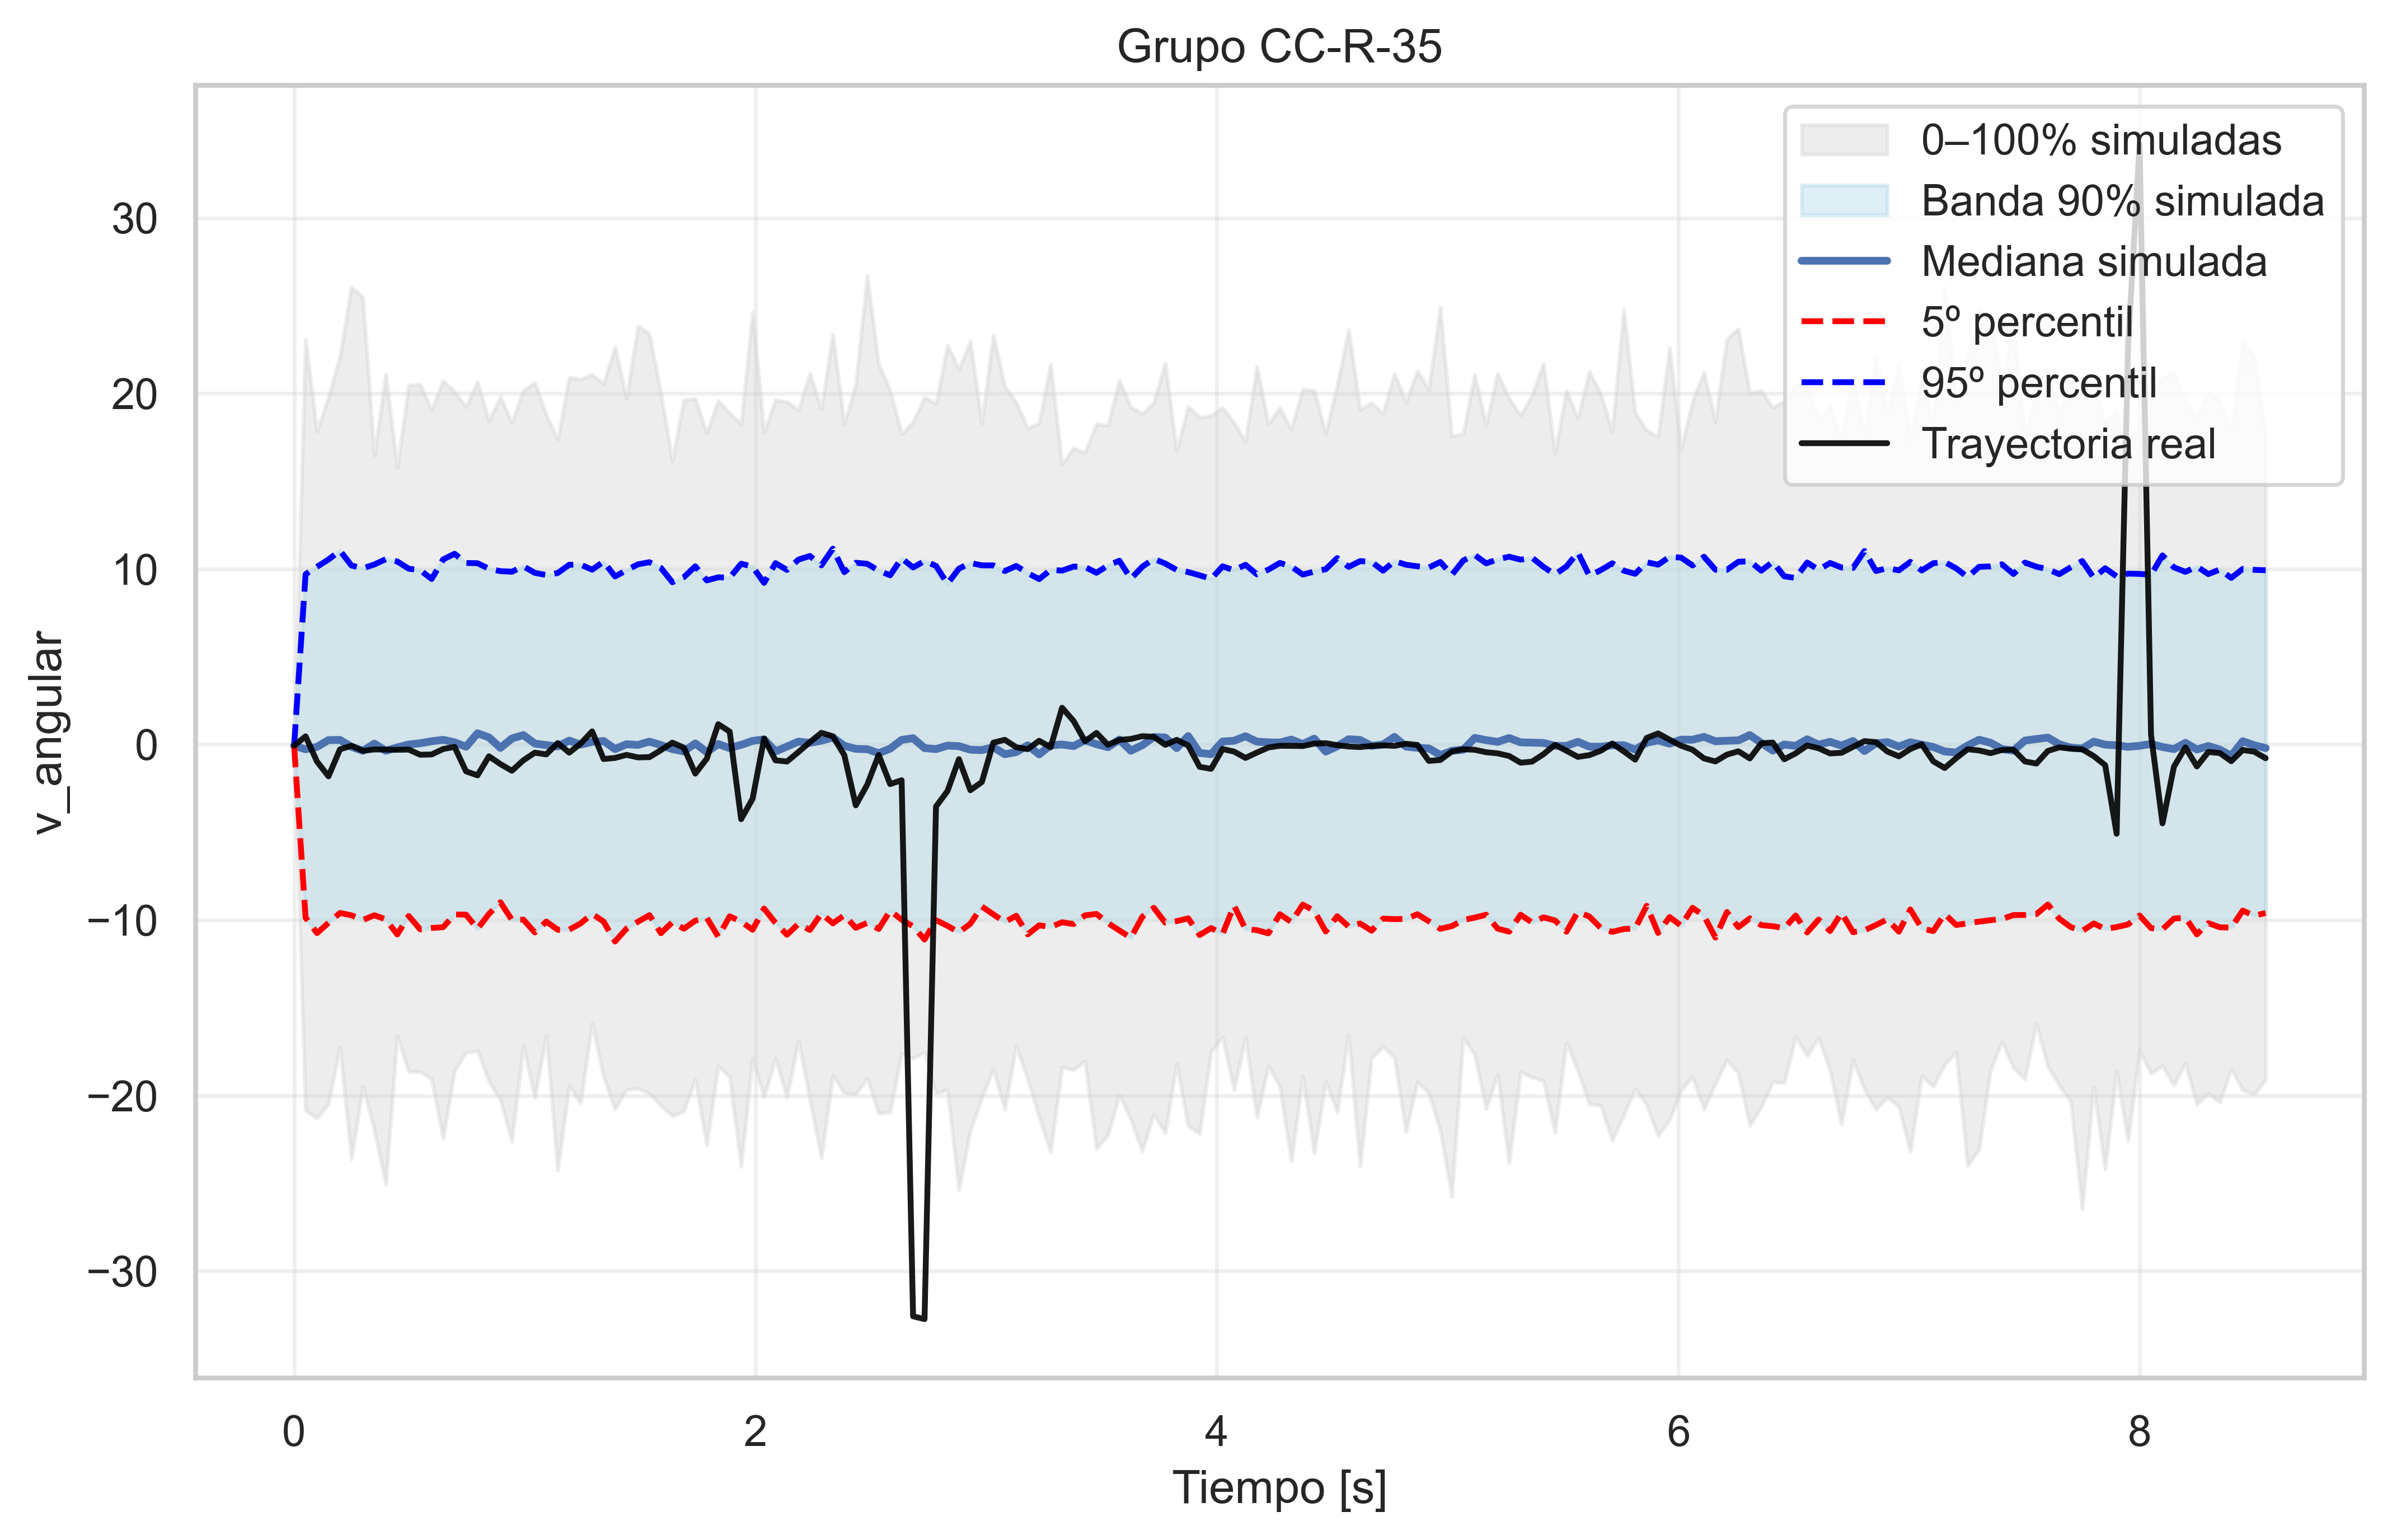 Grupo CC-R-35
0–100% simuladas
Banda 90% simulada
Mediana simulada
5º percentil
95º percentil
Trayectoria real
v_angular
30
20
10
0
−10
−20
−30
0 2 4 6 8
Tiempo [s]